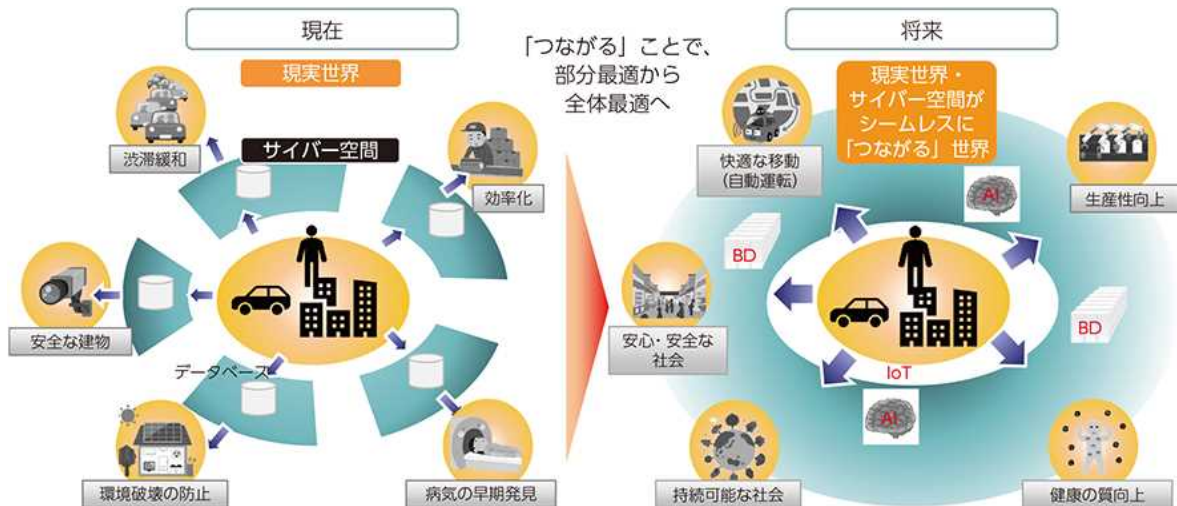 現在
現実世界
サイバー空間
渋滞緩和
効率化
安全な建物
データベース
環境破壊の防止
病気の早期発見
「つながる」ことで、
部分最適から
全体最適へ
将来
現実世界・
サイバー空間が
シームレスに
「つながる」世界
快適な移動
(自動運転)
AI
生産性向上
BD
安心・安全な
社会
BD
IoT
AI
持続可能な社会
健康の質向上